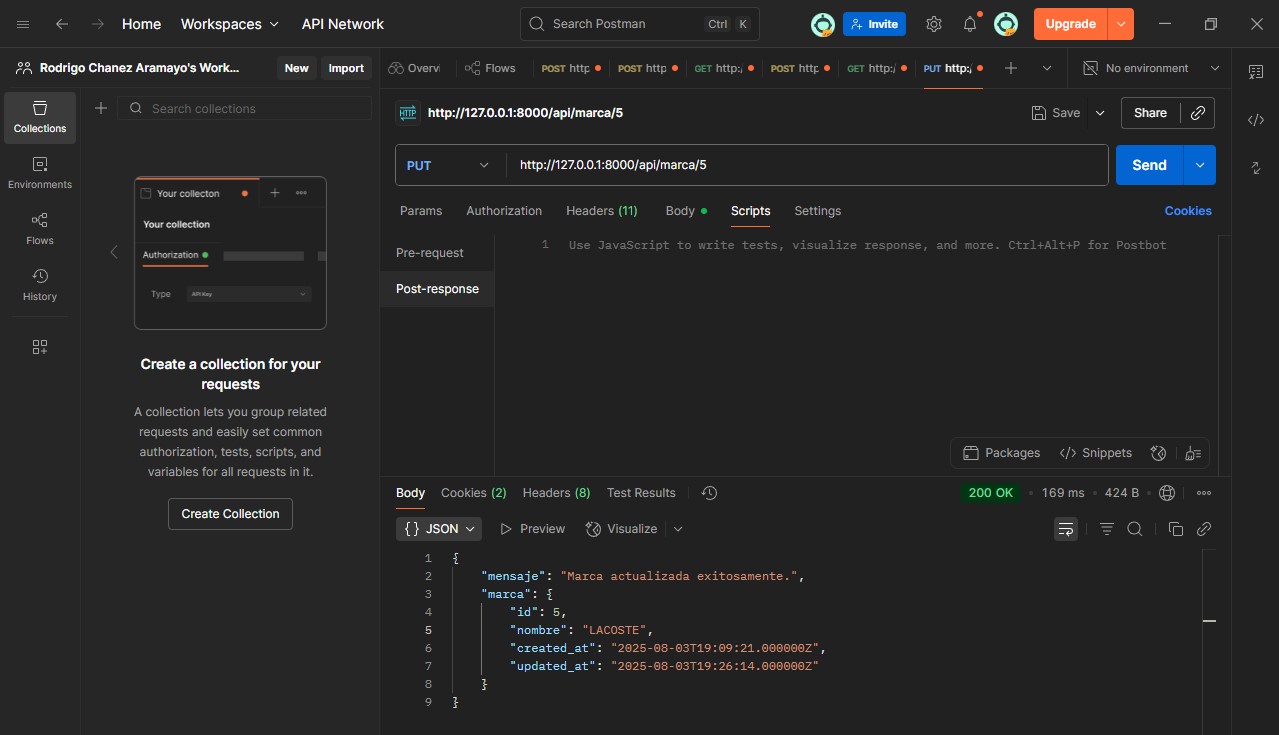 Home Workspaces API Network Search Postman Ctrl K Invite Upgrade
Rodrigo Chanez Aramayo's Work... New Import
Overvi Flows POST http POST http GET http:/ POST http GET http:/ PUT http:/ No environment
Collections
Environments
Flows
History
Search collections
Your collecton
Your collection
Authorization
Type API Key
Create a collection for your
requests
A collection lets you group related
requests and easily set common
authorization, tests, scripts, and
variables for all requests in it.
Create Collection
HTTP http://127.0.0.1:8000/api/marca/5 Save Share
PUT http://127.0.0.1:8000/api/marca/5 Send
Params Authorization Headers (11) Body Scripts Settings Cookies
Pre-request
Post-response
1 Use JavaScript to write tests, visualize response, and more. Ctrl+Alt+P for Postbot
Packages </> Snippets
Body Cookies (2) Headers (8) Test Results 200 OK • 169 ms • 424 B
{} JSON Preview Visualize
1 {
2 "mensaje": "Marca actualizada exitosamente.",
3 "marca": {
4 "id": 5,
5 "nombre": "LACOSTE",
6 "created_at": "2025-08-03T19:09:21.000000Z",
7 "updated_at": "2025-08-03T19:26:14.000000Z"
8 }
9 }